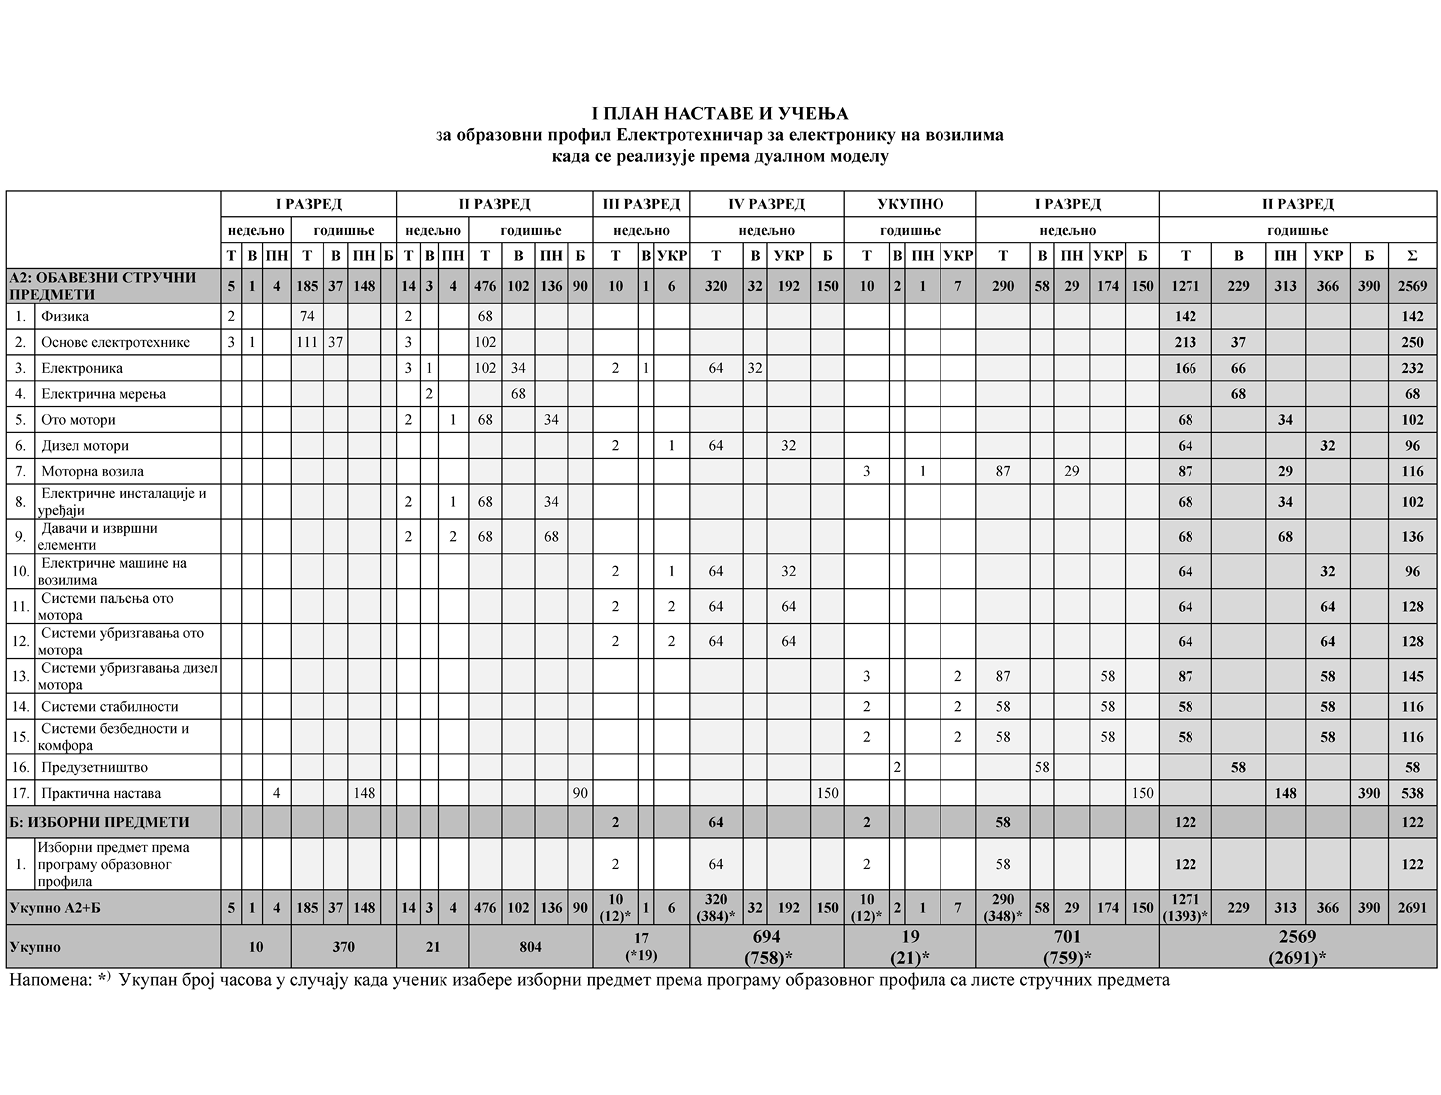 I ПЛАН НАСТАВЕ И УЧЕЊА
за образовни профил Електротехничар за електронику на возилима
када се реализује према дуалном моделу
I РАЗРЕД II РАЗРЕД III РАЗРЕД IV РАЗРЕД УКУПНО I РАЗРЕД II РАЗРЕД
недељно годишње недељно годишње недељно недељно годишње недељно годишње
Т В ПН Т В ПН Б Т В ПН Т В ПН Б Т В УКР Т В УКР Б Т В ПН УКР Т В ПН УКР Б Т В ПН УКР Б Σ
А2: ОБАВЕЗНИ СТРУЧНИ
ПРЕДМЕТИ 5 1 4 185 37 148 14 3 4 476 102 136 90 10 1 6 320 32 192 150 10 2 1 7 290 58 29 174 150 1271 229 313 366 390 2569
1. Физика 2 74 2 68 142 142
2. Основе електротехнике 3 1 111 37 3 102 213 37 250
3. Електроника 3 1 102 34 2 1 64 32 166 66 232
4. Електрична мерења 2 68 68 68
5. Ото мотори 2 1 68 34 68 34 102
6. Дизел мотори 2 1 64 32 64 32 96
7. Моторна возила 3 1 87 29 87 29 116
8. Електричне инсталације и
уређаји 2 1 68 34 68 34 102
9. Давачи и извршни
елементи 2 2 68 68 68 68 136
10. Електричне машине на
возилима 2 1 64 32 64 32 96
11. Системи паљења ото
мотора 2 2 64 64 64 64 128
12. Системи убризгавања ото
мотора 2 2 64 64 64 64 128
13. Системи убризгавања дизел
мотора 3 2 87 58 87 58 145
14. Системи стабилности 2 2 58 58 58 58 116
15. Системи безбедности и
комфора 2 2 58 58 58 58 116
16. Предузетништво 2 58 58 58
17. Практична настава 4 148 90 150 150 148 390 538
Б: ИЗБОРНИ ПРЕДМЕТИ 2 64 2 58 122 122
1. Изборни предмет према
програму образовног
профила 2 64 2 58 122 122
Укупно А2+Б 5 1 4 185 37 148 14 3 4 476 102 136 90 10 (12)* 1 6 320 (384)* 32 192 150 10 (12)* 2 1 7 290 (348)* 58 29 174 150 1271 (1393)* 229 313 366 390 2691
Укупно 10 370 21 804 17 (*19) 694 (758)* 19 (21)* 701 (759)* 2569 (2691)*
Напомена: *) Укупан број часова у случају када ученик изабере изборни предмет према програму образовног профила са листе стручних предмета